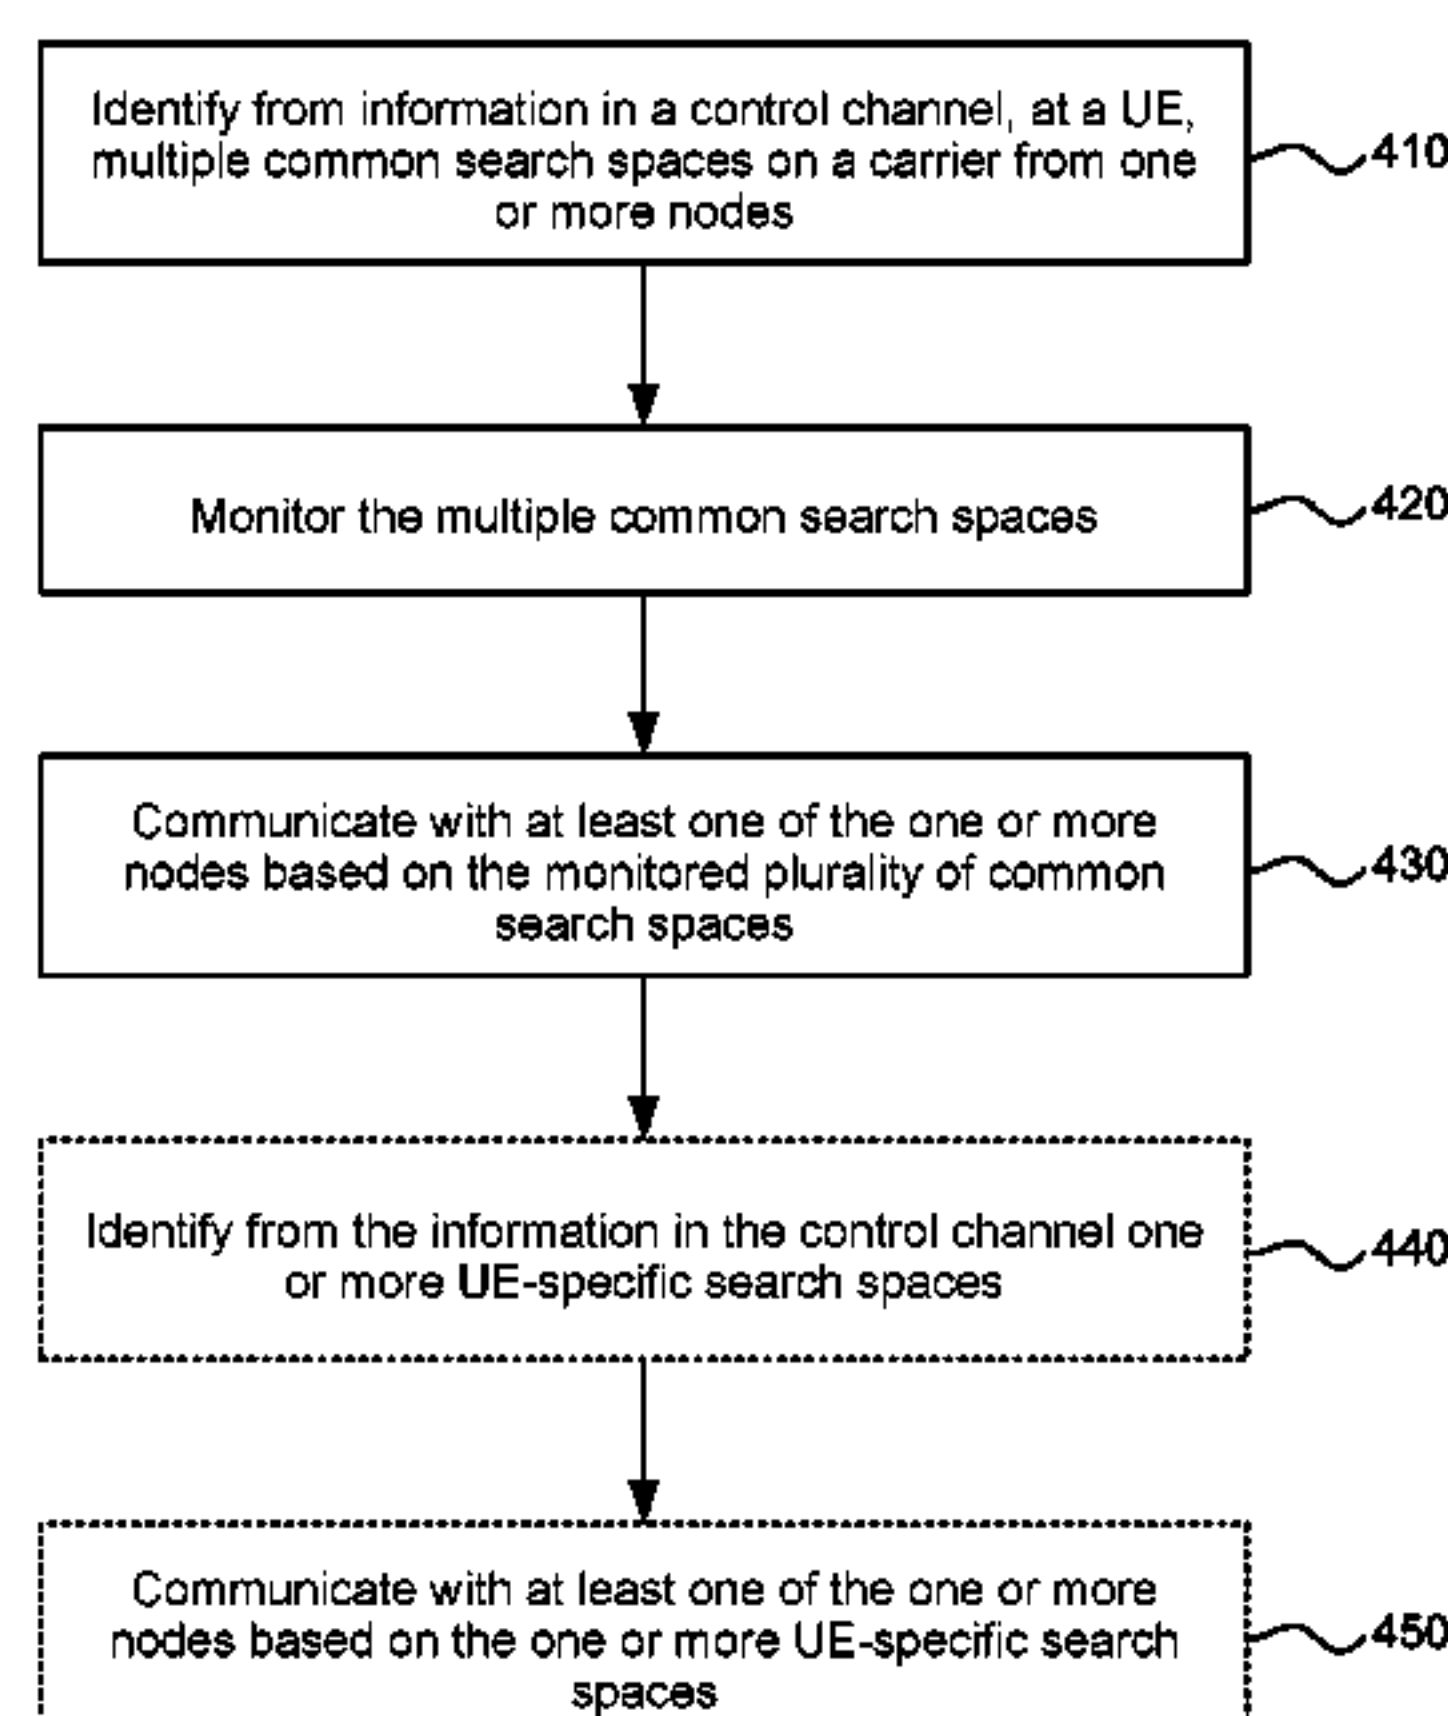 Identify from information in a control channel, at a UE,
multiple common search spaces on a carrier from one
or more nodes
410
Monitor the multiple common search spaces
420
Communicate with at least one of the one or more
nodes based on the monitored plurality of common
search spaces
430
Identify from the information in the control channel one
or more UE-specific search spaces
440
Communicate with at least one of the one or more
nodes based on the one or more UE-specific search
spaces
450